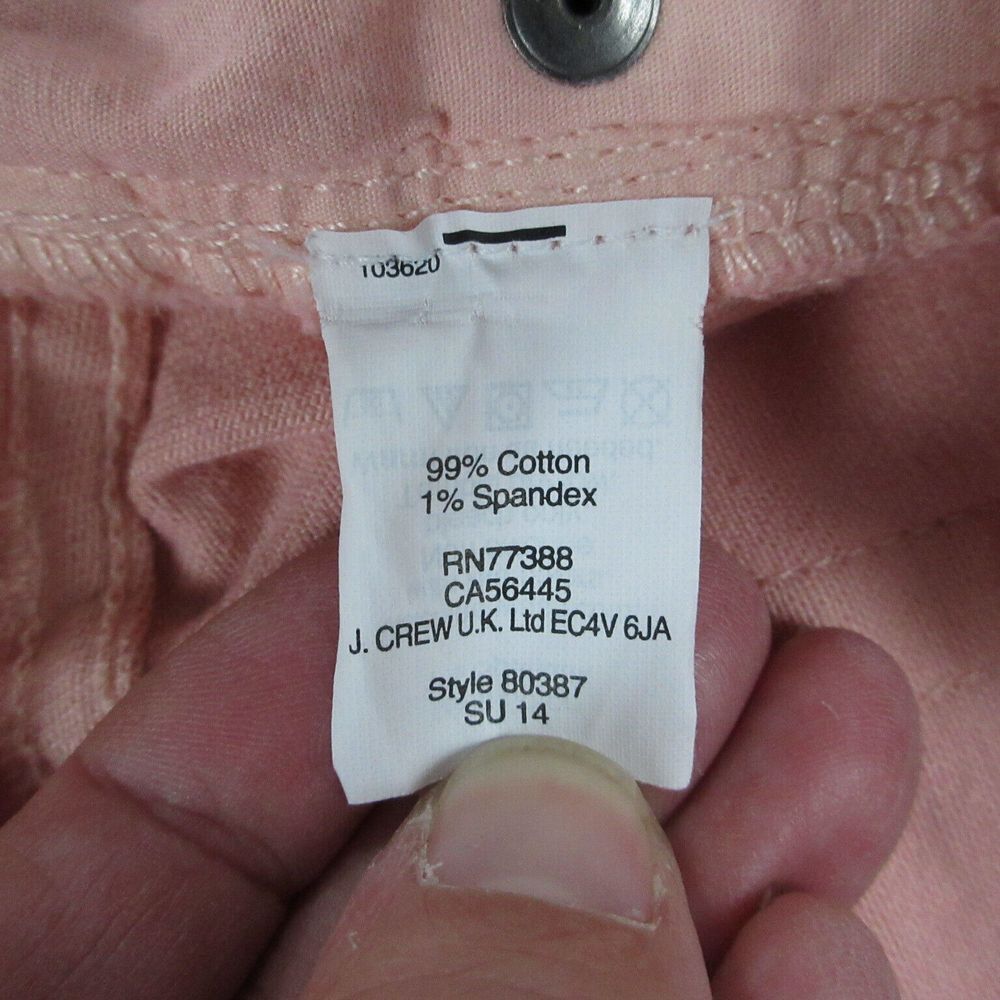 103620
99% Cotton
1% Spandex
RN77388
CA56445
J. CREW U.K. Ltd EC4V 6JA
Style 80387
SU 14